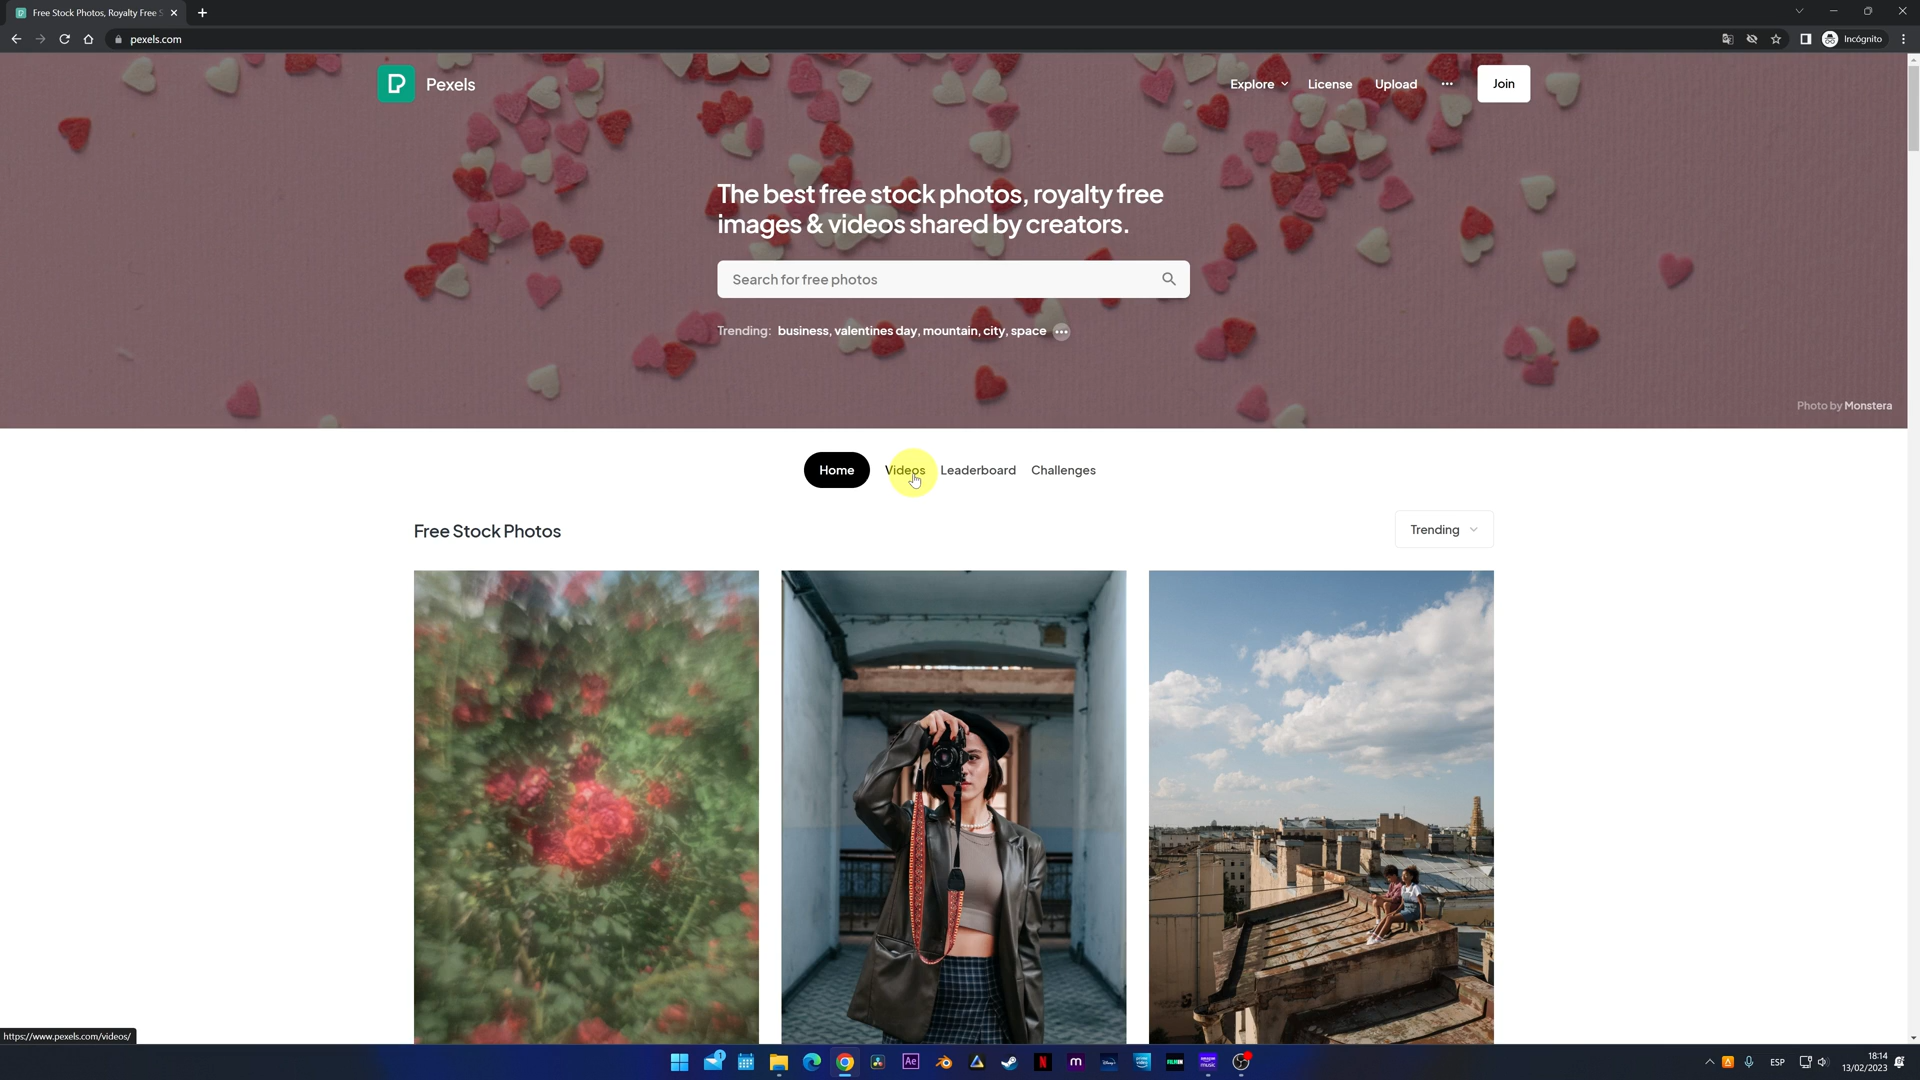 Free Stock Photos, Royalty Free S
pexels.com
Incógnito
Pexels
Explore
License
Upload
Join
The best free stock photos, royalty free
images & videos shared by creators.
Search for free photos
Trending: business, valentines day, mountain, city, space
Photo by Monstera
Home
Videos
Leaderboard
Challenges
Free Stock Photos
Trending
https://www.pexels.com/videos/
1
Ae
N
m
ESP
18:14
13/02/2023